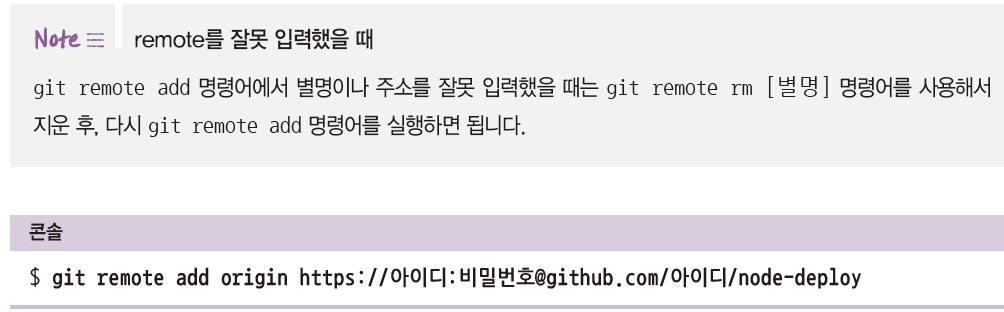 Note remote를 잘못 입력했을 때
git remote add 명령어에서 별명이나 주소를 잘못 입력했을 때는 git remote rm [별명] 명령어를 사용해서
지운 후, 다시 git remote add 명령어를 실행하면 됩니다.
콘솔
$ git remote add origin https://아이디:비밀번호@github.com/아이디/node-deploy